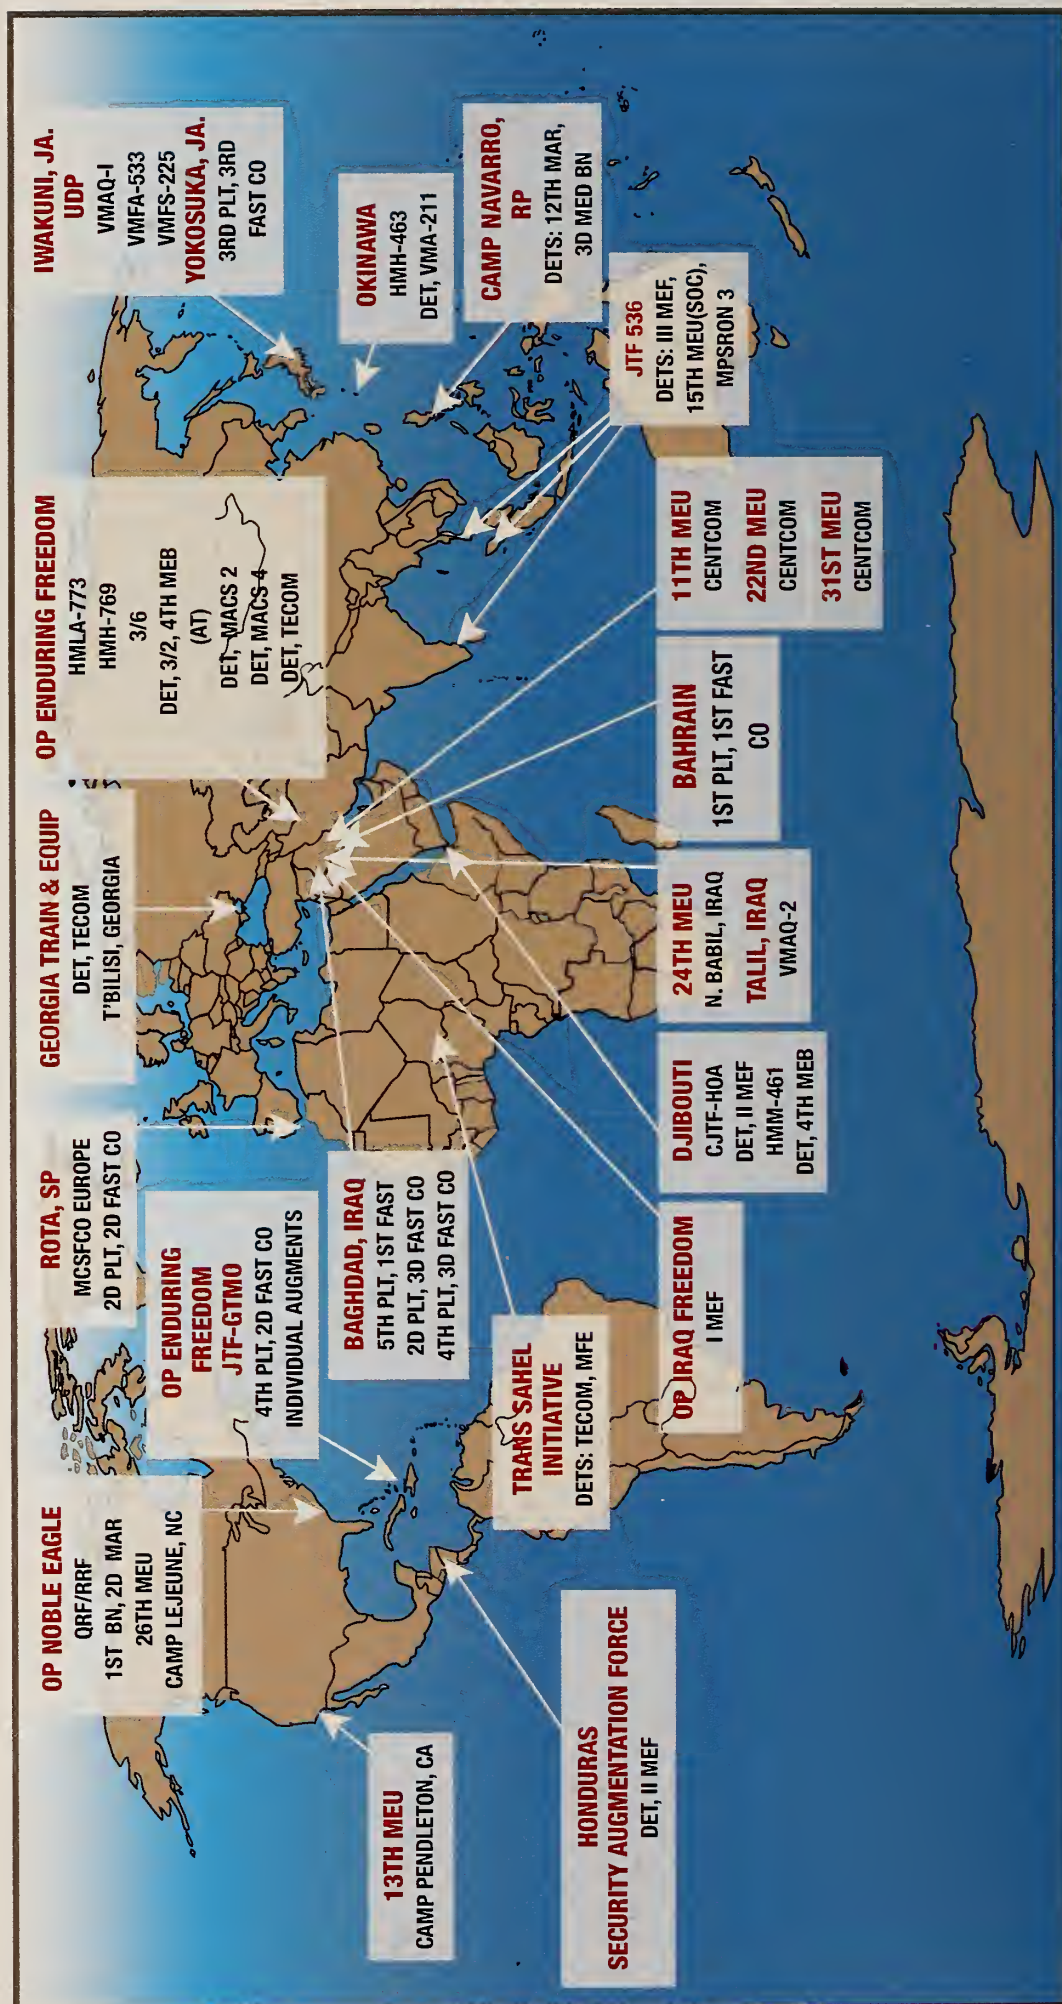 OP NOBLE EAGLE
QRF/RRF
1ST BN, 2D MAR
26TH MEU
CAMP LEJEUNE, NC
ROTA, SP
MCSFCO EUROPE
2D PLT, 2D FAST CO
GEORGIA TRAIN & EQUIP
DET, TECOM
T'BILISI, GEORGIA
OP ENDURING FREEDOM
HMLA-773
HMH-769
3/6
DET, 3/2, 4TH MEB
(AT)
DET, MACS 2
DET, MACS 4
DET, TECOM
IWAKUNI, JA.
UDP
VMAQ-I
VMFA-533
VMFS-225
YOKOSUKA, JA.
3RD PLT, 3RD
FAST CO
OP ENDURING
FREEDOM
JTF-GTMO
4TH PLT, 2D FAST CO
INDIVIDUAL AUGMENTS
OKINAWA
HMH-463
DET, VMA-211
13TH MEU
CAMP PENDLETON, CA
BAGHDAD, IRAQ
5TH PLT, 1ST FAST
2D PLT, 3D FAST CO
4TH PLT, 3D FAST CO
CAMP NAVARRO,
RP
DETS: 12TH MAR,
3D MED BN
TRANS SAHEL
INITIATIVE
DETS: TECOM, MFE
JTF 536
DETS: III MEF,
15TH MEU(SOC),
MPSRON 3
HONDURAS
SECURITY AUGMENTATION FORCE
DET, II MEF
OP IRAQ FREEDOM
I MEF
DJIBOUTI
CJTF-HOA
DET, II MEF
HMM-461
DET, 4TH MEB
24TH MEU
N. BABIL, IRAQ
TALIL, IRAQ
VMAQ-2
BAHRAIN
1ST PLT, 1ST FAST
CO
11TH MEU
CENTCOM
22ND MEU
CENTCOM
31ST MEU
CENTCOM